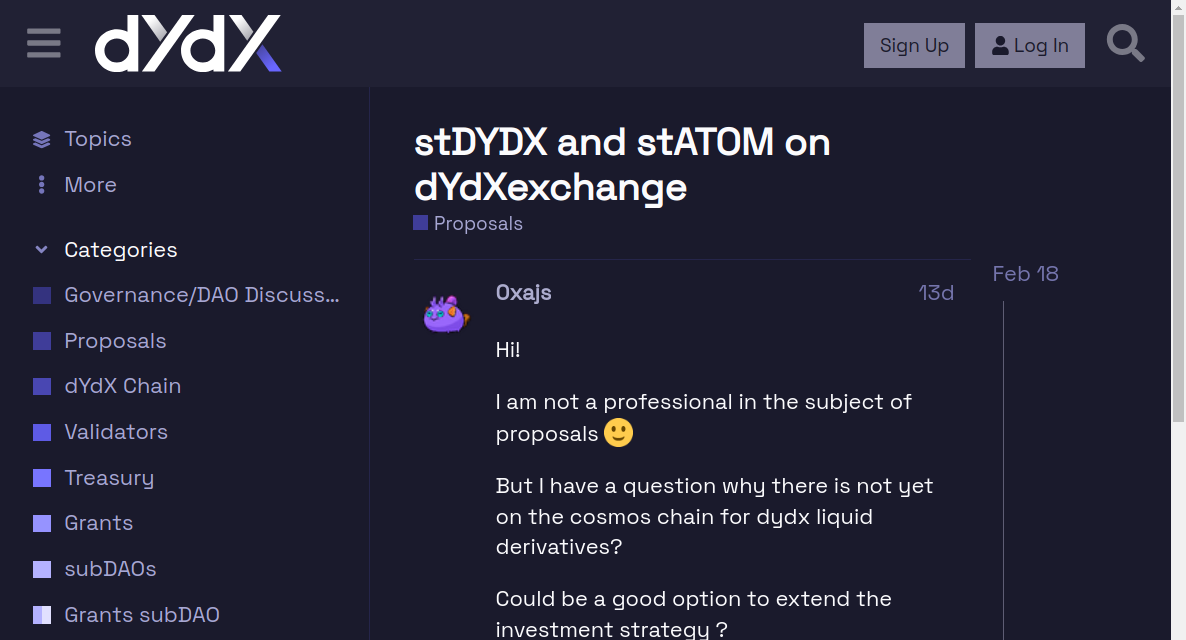 dYdX
Sign Up
Log In
Topics
More
Categories
Governance/DAO Discuss...
Proposals
dYdX Chain
Validators
Treasury
Grants
subDAOs
Grants subDAO
stDYDX and stATOM on
dYdXexchange
Proposals
0xajs
13d
Hi!
I am not a professional in the subject of
proposals
But I have a question why there is not yet
on the cosmos chain for dydx liquid
derivatives?
Could be a good option to extend the
investment strategy ?
Feb 18